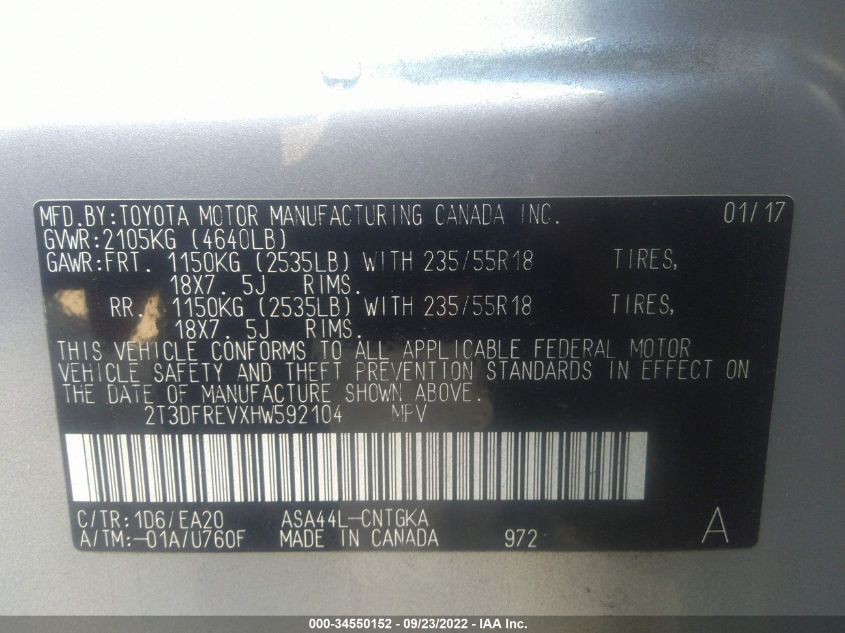 MFD.BY:TOYOTA MOTOR MANUFACTURING CANADA INC. 01/17
GVWR:2105KG (4640LB)
GAWR:FRT. 1150KG (2535LB) WITH 235/55R18 TIRES,
18X7.5J RIMS.
RR. 1150KG (2535LB) WITH 235/55R18 TIRES,
18X7.5J RIMS.
THIS VEHICLE CONFORMS TO ALL APPLICABLE FEDERAL MOTOR
VEHICLE SAFETY AND THEFT PREVENTION STANDARDS IN EFFECT ON
THE DATE OF MANUFACTURE SHOWN ABOVE.
2T3DFREVXHW592104 MPV
C/TR:1D6/EA20 ASA44L-CNTGKA A
A/TM:-01A/U760F MADE IN CANADA 972
000-34550152 - 09/23/2022 - IAA Inc.